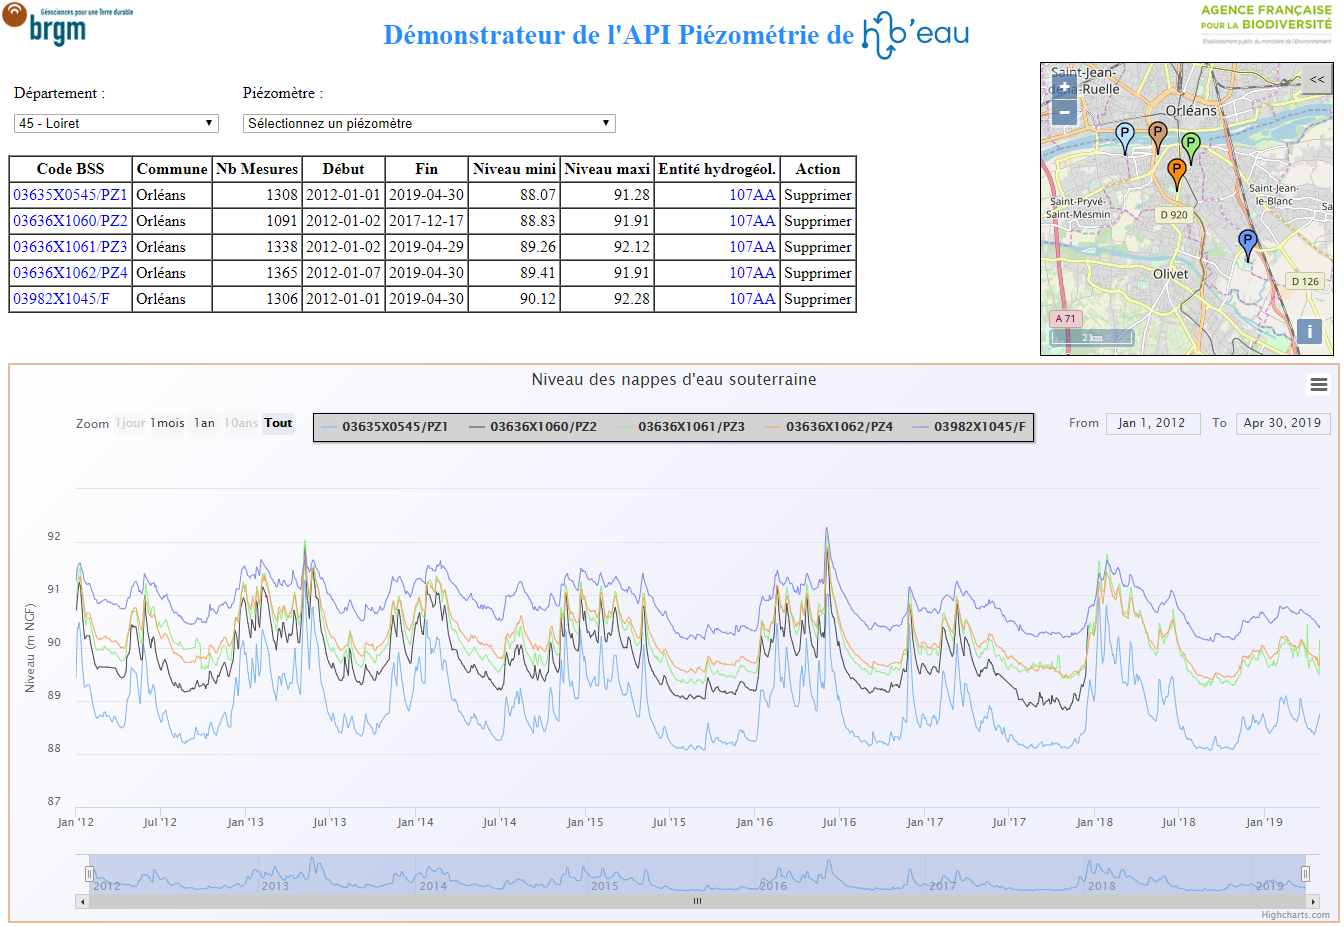 Géosciences pour une Terre durable
brgm
Démonstrateur de l'API Piézométrie de hub'eau
AGENCE FRANÇAISE
POUR LA BIODIVERSITÉ
Établissement public du ministère de l'Environnement
Département :
Piézomètre :
45 - Loiret
Sélectionnez un piézomètre
Code BSS Commune Nb Mesures Début Fin Niveau mini Niveau maxi Entité hydrogéol. Action
03635X0545/PZ1 Orléans 1308 2012-01-01 2019-04-30 88.07 91.28 107AA Supprimer
03636X1060/PZ2 Orléans 1091 2012-01-02 2017-12-17 88.83 91.91 107AA Supprimer
03636X1061/PZ3 Orléans 1338 2012-01-02 2019-04-29 89.26 92.12 107AA Supprimer
03636X1062/PZ4 Orléans 1365 2012-01-07 2019-04-30 89.41 91.91 107AA Supprimer
03982X1045/F Orléans 1306 2012-01-01 2019-04-30 90.12 92.28 107AA Supprimer
Saint-Jean-
de-la-Ruelle
+
−
<<
Orléans
P P P
P
Saint-Jean-
le-Blanc
Saint-Pryvé-
Saint-Mesmin
Sa
D 920
P
Olivet
D 126
A 71
2 km
i
Niveau des nappes d'eau souterraine
Zoom 1jour 1mois 1an 10ans Tout
03635X0545/PZ1 03636X1060/PZ2 03636X1061/PZ3 03636X1062/PZ4 03982X1045/F
From Jan 1, 2012 To Apr 30, 2019
Niveau (m NGF)
92
91
90
89
88
87
Jan '12 Jul '12 Jan '13 Jul '13 Jan '14 Jul '14 Jan '15 Jul '15 Jan '16 Jul '16 Jan '17 Jul '17 Jan '18 Jul '18 Jan '19
2012 2013 2014 2015 2016 2017 2018 2019
Highcharts.com